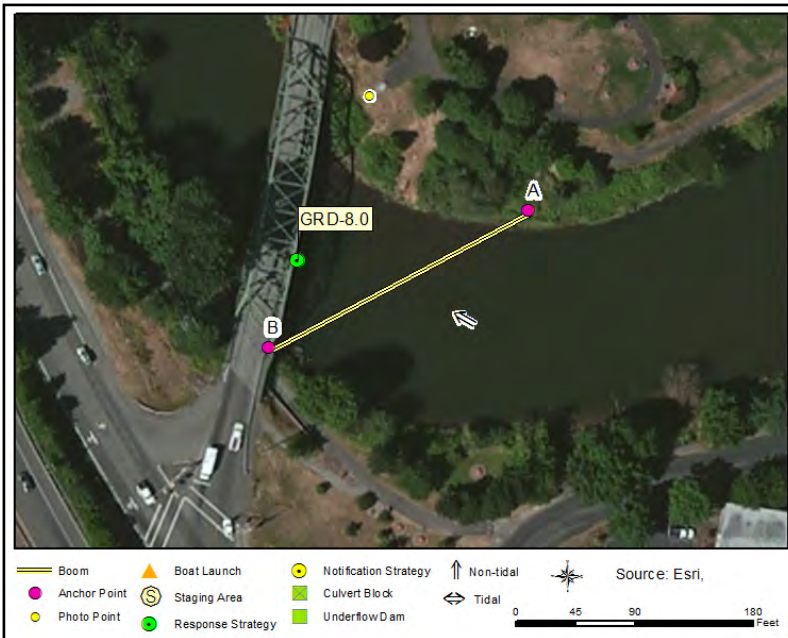 A
GRD-8.0
B
Boom
Boat Launch
Notification Strategy
Non-tidal
Source: Esri,
Anchor Point
S
Staging Area
Culvert Block
Tidal
Photo Point
Response Strategy
Underflow Dam
0 45 90 180
Feet